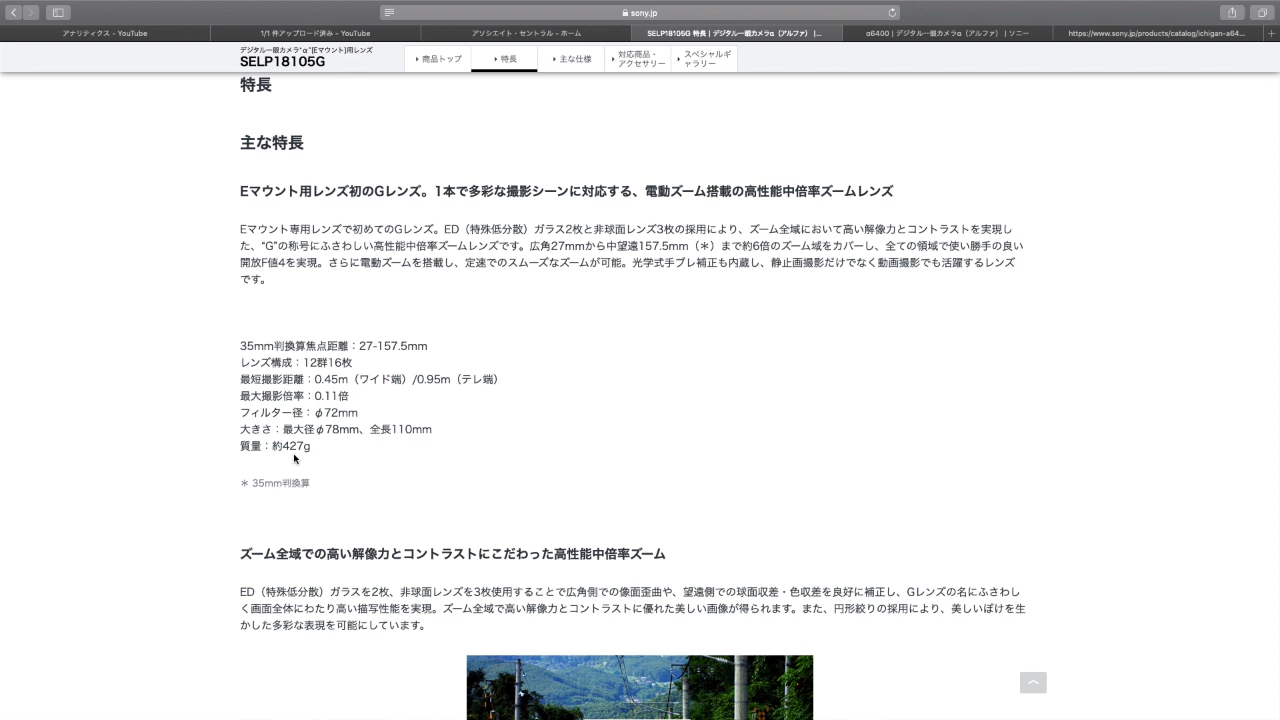 sony.jp
アナリティクス - YouTube
1/1 件アップロード済み - YouTube
アソシエイト・セントラル - ホーム
SELP18105G 特長 | デジタル一眼カメラα（アルファ） |...
α6400 | デジタル一眼カメラα（アルファ） | ソニー
https://www.sony.jp/products/catalog/ichigan-a64...
デジタル一眼カメラ"α"[Eマウント]用レンズ
SELP18105G
商品トップ
特長
主な仕様
対応商品・
アクセサリー
スペシャルギ
ャラリー
特長
主な特長
Eマウント用レンズ初のGレンズ。1本で多彩な撮影シーンに対応する、電動ズーム搭載の高性能中倍率ズームレンズ
Eマウント専用レンズで初めてのGレンズ。ED（特殊低分散）ガラス2枚と非球面レンズ3枚の採用により、ズーム全域において高い解像力とコントラストを実現し
た、“G”の称号にふさわしい高性能中倍率ズームレンズです。広角27mmから中望遠157.5mm（＊）まで約6倍のズーム域をカバーし、全ての領域で使い勝手の良い
開放F値4を実現。さらに電動ズームを搭載し、定速でのスムーズなズームが可能。光学式手ブレ補正も内蔵し、静止画撮影だけでなく動画撮影でも活躍するレンズ
です。
35mm判換算焦点距離：27-157.5mm
レンズ構成：12群16枚
最短撮影距離：0.45m（ワイド端）/0.95m（テレ端）
最大撮影倍率：0.11倍
フィルター径：φ72mm
大きさ：最大径φ78mm、全長110mm
質量：約427g
＊ 35mm判換算
ズーム全域での高い解像力とコントラストにこだわった高性能中倍率ズーム
ED（特殊低分散）ガラスを2枚、非球面レンズを3枚使用することで広角側での像面歪曲や、望遠側での球面収差・色収差を良好に補正し、Gレンズの名にふさわし
く画面全体にわたり高い描写性能を実現。ズーム全域で高い解像力とコントラストに優れた美しい画像が得られます。また、円形絞りの採用により、美しいぼけを生
かした多彩な表現を可能にしています。